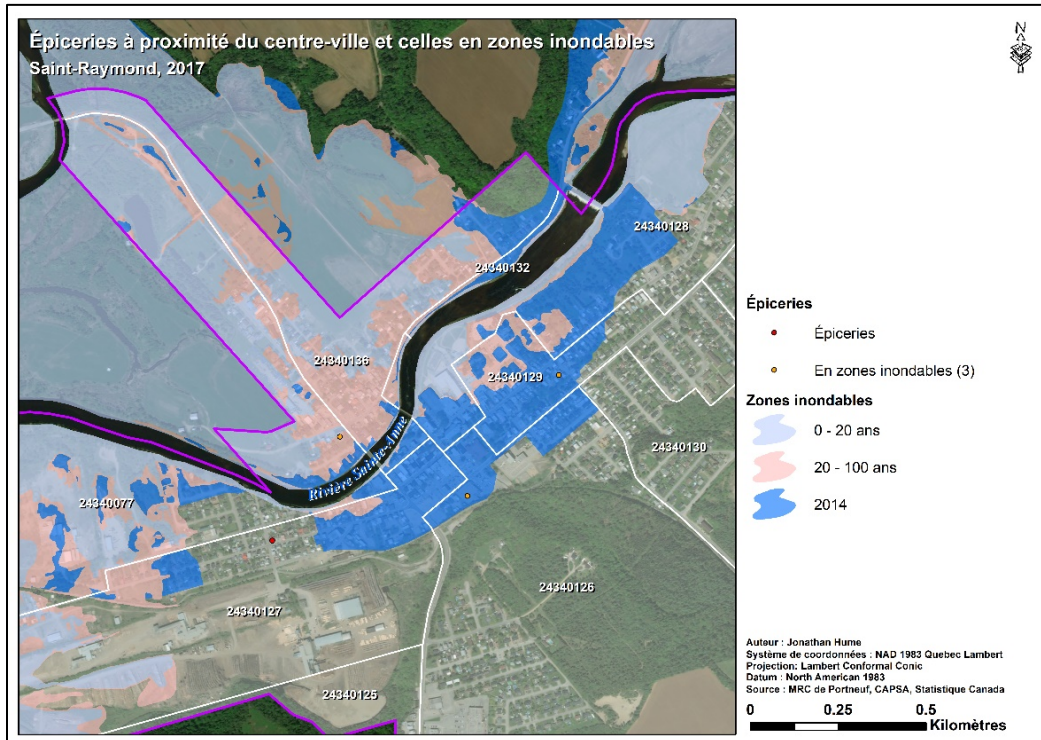 Épiceries à proximité du centre-ville et celles en zones inondables
Saint-Raymond, 2017
N
24340128
24340132
24340136
24340129
24340130
Rivière Sainte-Anne
24340077
24340126
24340127
24340125
Épiceries
Épiceries
En zones inondables (3)
Zones inondables
0 - 20 ans
20 - 100 ans
2014
Auteur : Jonathan Hume
Système de coordonnées : NAD 1983 Quebec Lambert
Projection: Lambert Conformal Conic
Datum : North American 1983
Source : MRC de Portneuf, CAPSA, Statistique Canada
0 0.25 0.5
Kilomètres